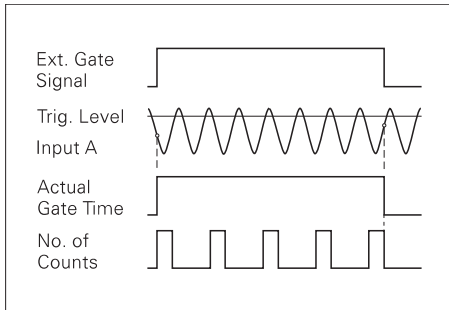 Ext. Gate
Signal
Trig. Level
Input A
Actual
Gate Time
No. of
Counts